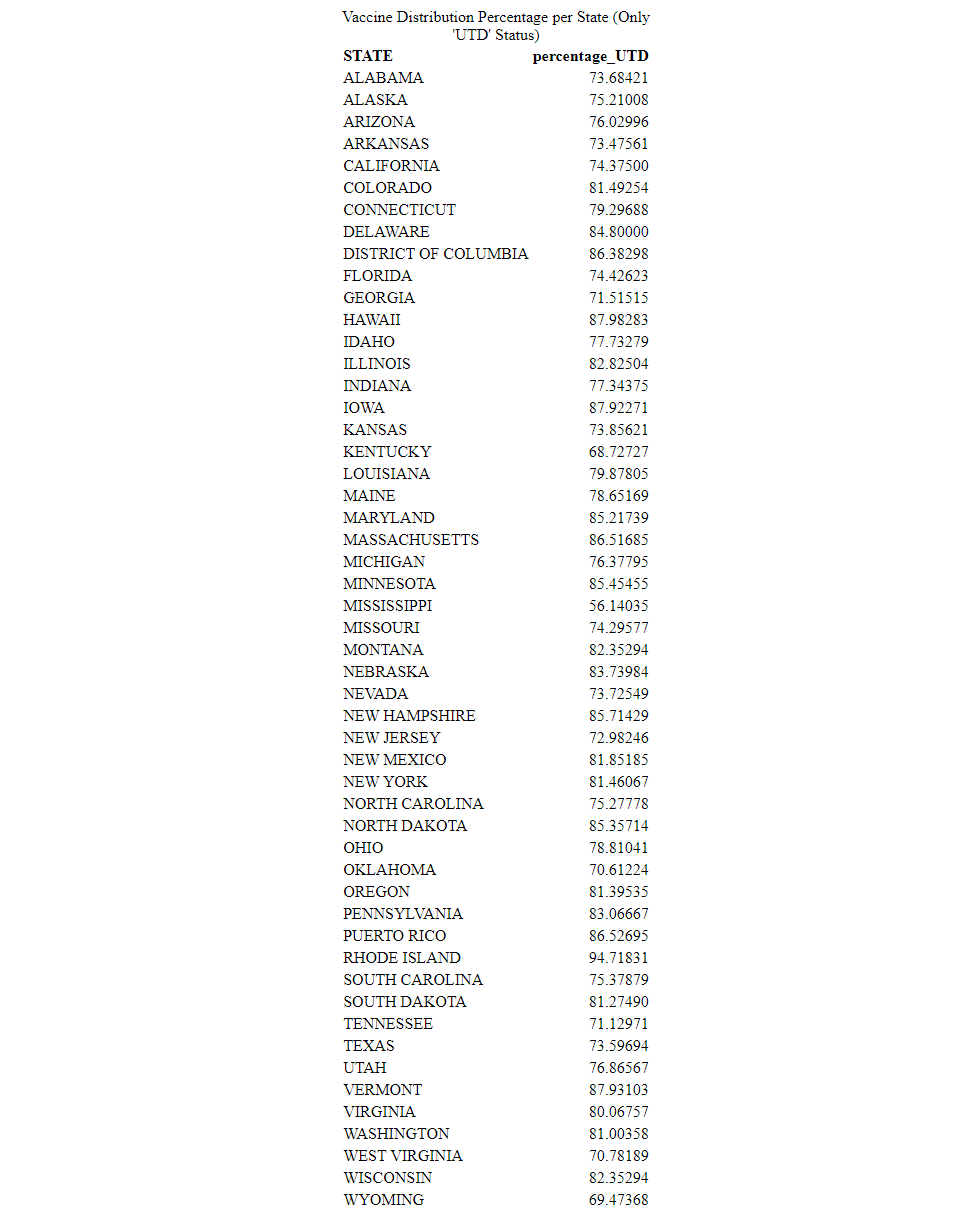 Vaccine Distribution Percentage per State (Only
'UTD' Status)
STATE percentage_UTD
ALABAMA 73.68421
ALASKA 75.21008
ARIZONA 76.02996
ARKANSAS 73.47561
CALIFORNIA 74.37500
COLORADO 81.49254
CONNECTICUT 79.29688
DELAWARE 84.80000
DISTRICT OF COLUMBIA 86.38298
FLORIDA 74.42623
GEORGIA 71.51515
HAWAII 87.98283
IDAHO 77.73279
ILLINOIS 82.82504
INDIANA 77.34375
IOWA 87.92271
KANSAS 73.85621
KENTUCKY 68.72727
LOUISIANA 79.87805
MAINE 78.65169
MARYLAND 85.21739
MASSACHUSETTS 86.51685
MICHIGAN 76.37795
MINNESOTA 85.45455
MISSISSIPPI 56.14035
MISSOURI 74.29577
MONTANA 82.35294
NEBRASKA 83.73984
NEVADA 73.72549
NEW HAMPSHIRE 85.71429
NEW JERSEY 72.98246
NEW MEXICO 81.85185
NEW YORK 81.46067
NORTH CAROLINA 75.27778
NORTH DAKOTA 85.35714
OHIO 78.81041
OKLAHOMA 70.61224
OREGON 81.39535
PENNSYLVANIA 83.06667
PUERTO RICO 86.52695
RHODE ISLAND 94.71831
SOUTH CAROLINA 75.37879
SOUTH DAKOTA 81.27490
TENNESSEE 71.12971
TEXAS 73.59694
UTAH 76.86567
VERMONT 87.93103
VIRGINIA 80.06757
WASHINGTON 81.00358
WEST VIRGINIA 70.78189
WISCONSIN 82.35294
WYOMING 69.47368